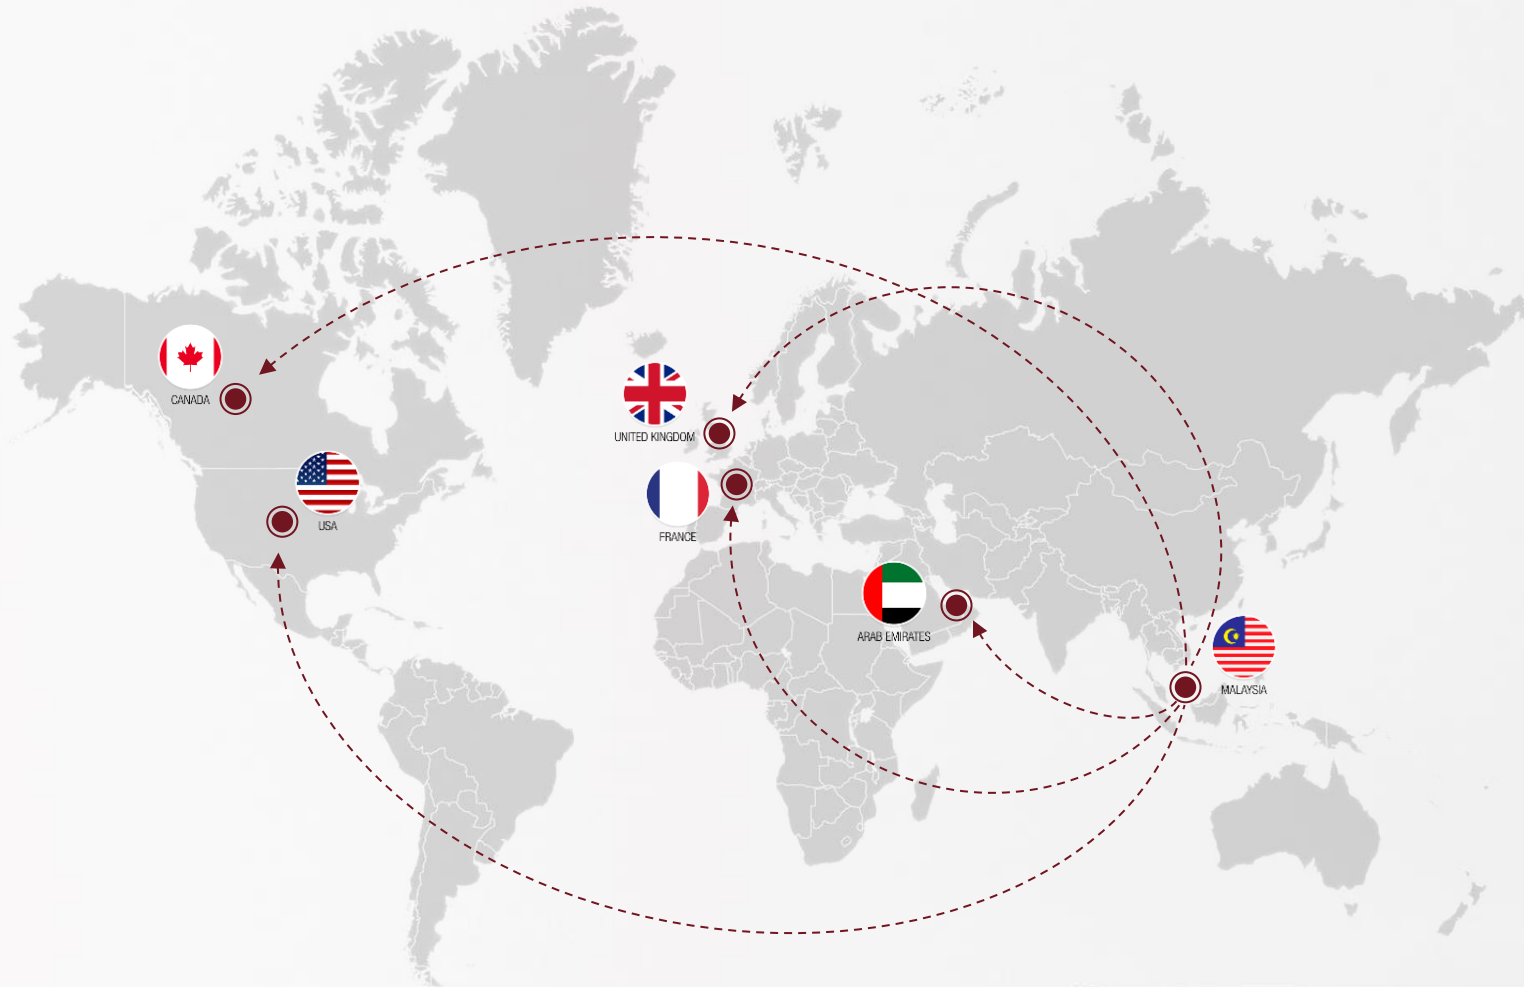 CANADA
UNITED KINGDOM
USA
FRANCE
ARAB EMIRATES
MALAYSIA